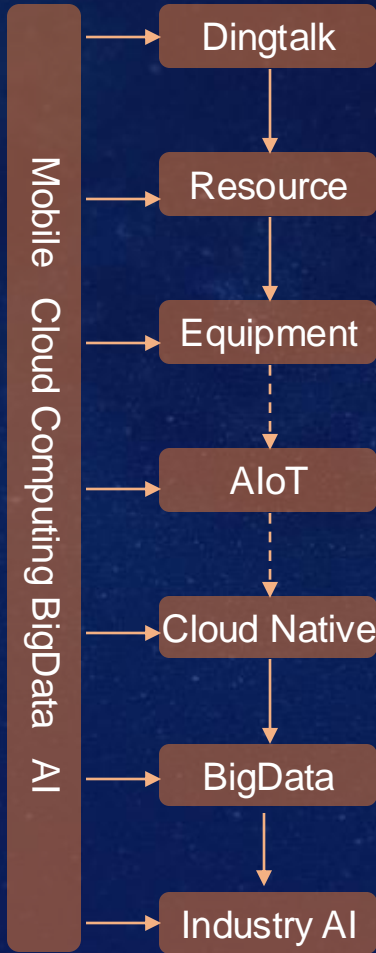 Mobile Cloud Computing BigData AI
Dingtalk
Resource
Equipment
AIoT
Cloud Native
BigData
Industry AI